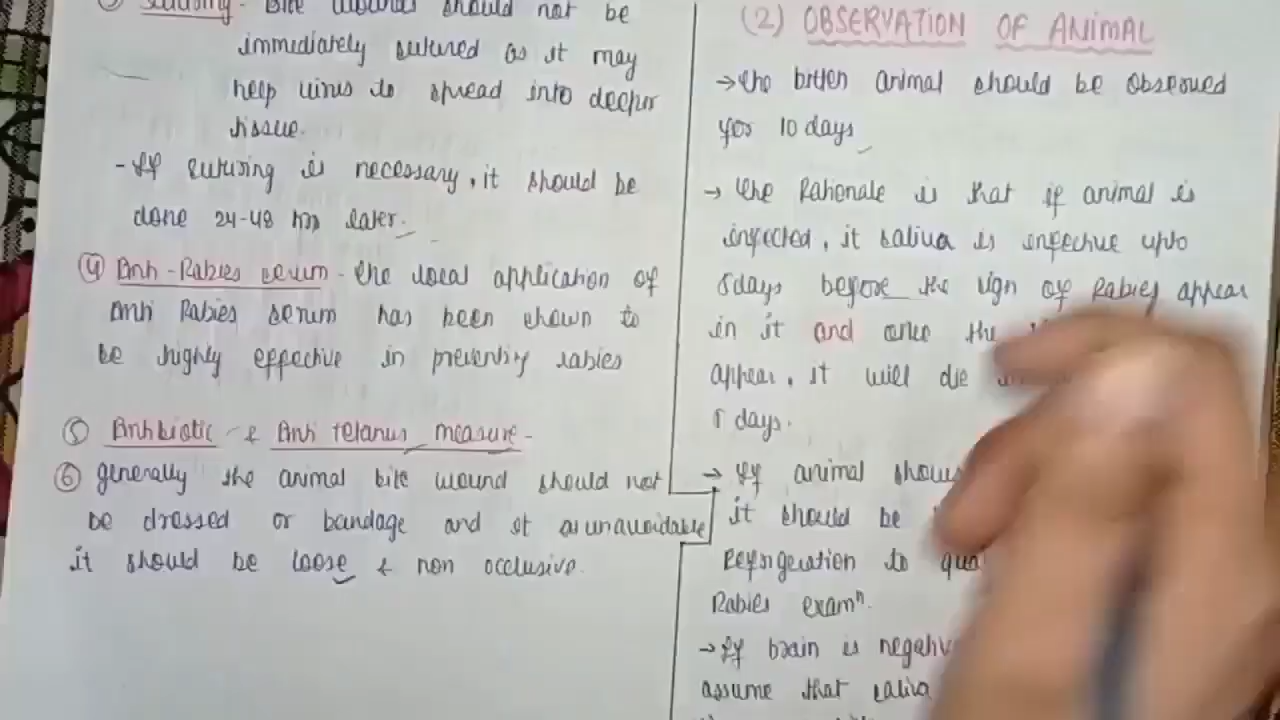 ③ Suturing - Bite wounds should not be
immediately sutured as it may
help virus to spread into deeper
tissue.
- If suturing is necessary, it should be
done 24-48 hrs later.
④ Anti-Rabies serum - the local application of
Anti Rabies serum has been shown to
be highly effective in preventing rabies
⑤ Antibiotic & Anti tetanus measure -
⑥ generally the animal bite wound should not
be dressed or bandage and it unavoidable
it should be loose & non occlusive.
(2) OBSERVATION OF ANIMAL
→ the bitten animal should be observed
for 10 days
→ the Rationale is that if animal is
infected, it saliva is infective upto
5days before the sign of Rabies appear
in it and once the
appear, it will die
5 days.
→ If animal shows
it should be
Refrigeration to
Rabies examⁿ.
→ If brain is negative
assume that saliva